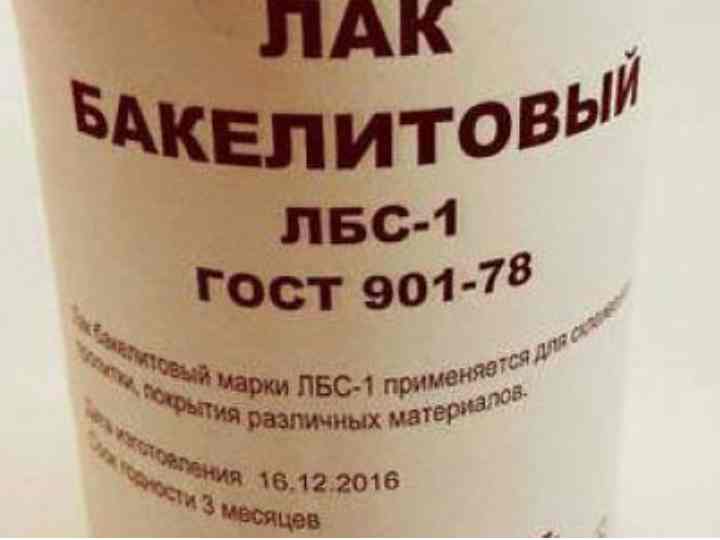 ЛАК
БАКЕЛИТОВЫЙ
ЛБС-1
ГОСТ 901-78
Лак бакелитовый марки ЛБС-1 применяется для
пропитки, покрытия различных материалов.
Дата изготовления 16.12.2016
Срок годности 3 месяцев